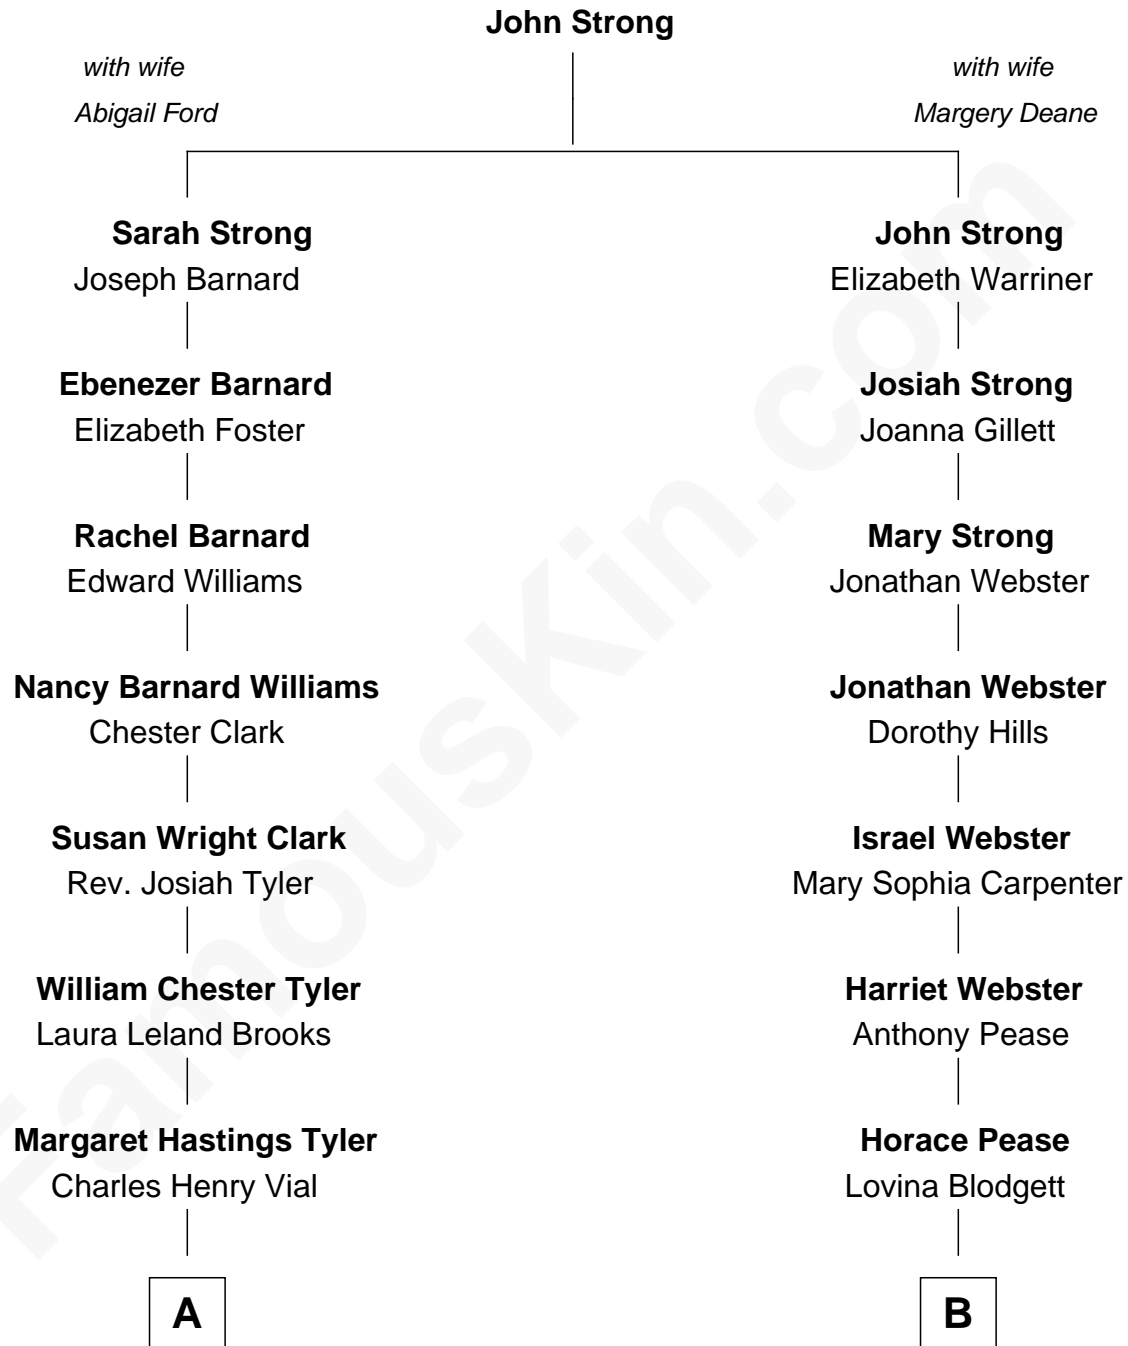 John Strong
with wife
Abigail Ford
with wife
Margery Deane
Sarah Strong
Joseph Barnard
John Strong
Elizabeth Warriner
Ebenezer Barnard
Elizabeth Foster
Josiah Strong
Joanna Gillett
Rachel Barnard
Edward Williams
Mary Strong
Jonathan Webster
Nancy Barnard Williams
Chester Clark
Jonathan Webster
Dorothy Hills
Susan Wright Clark
Rev. Josiah Tyler
Israel Webster
Mary Sophia Carpenter
William Chester Tyler
Laura Leland Brooks
Harriet Webster
Anthony Pease
Margaret Hastings Tyler
Charles Henry Vial
Horace Pease
Lovina Blodgett
A
B
FamousKin.com